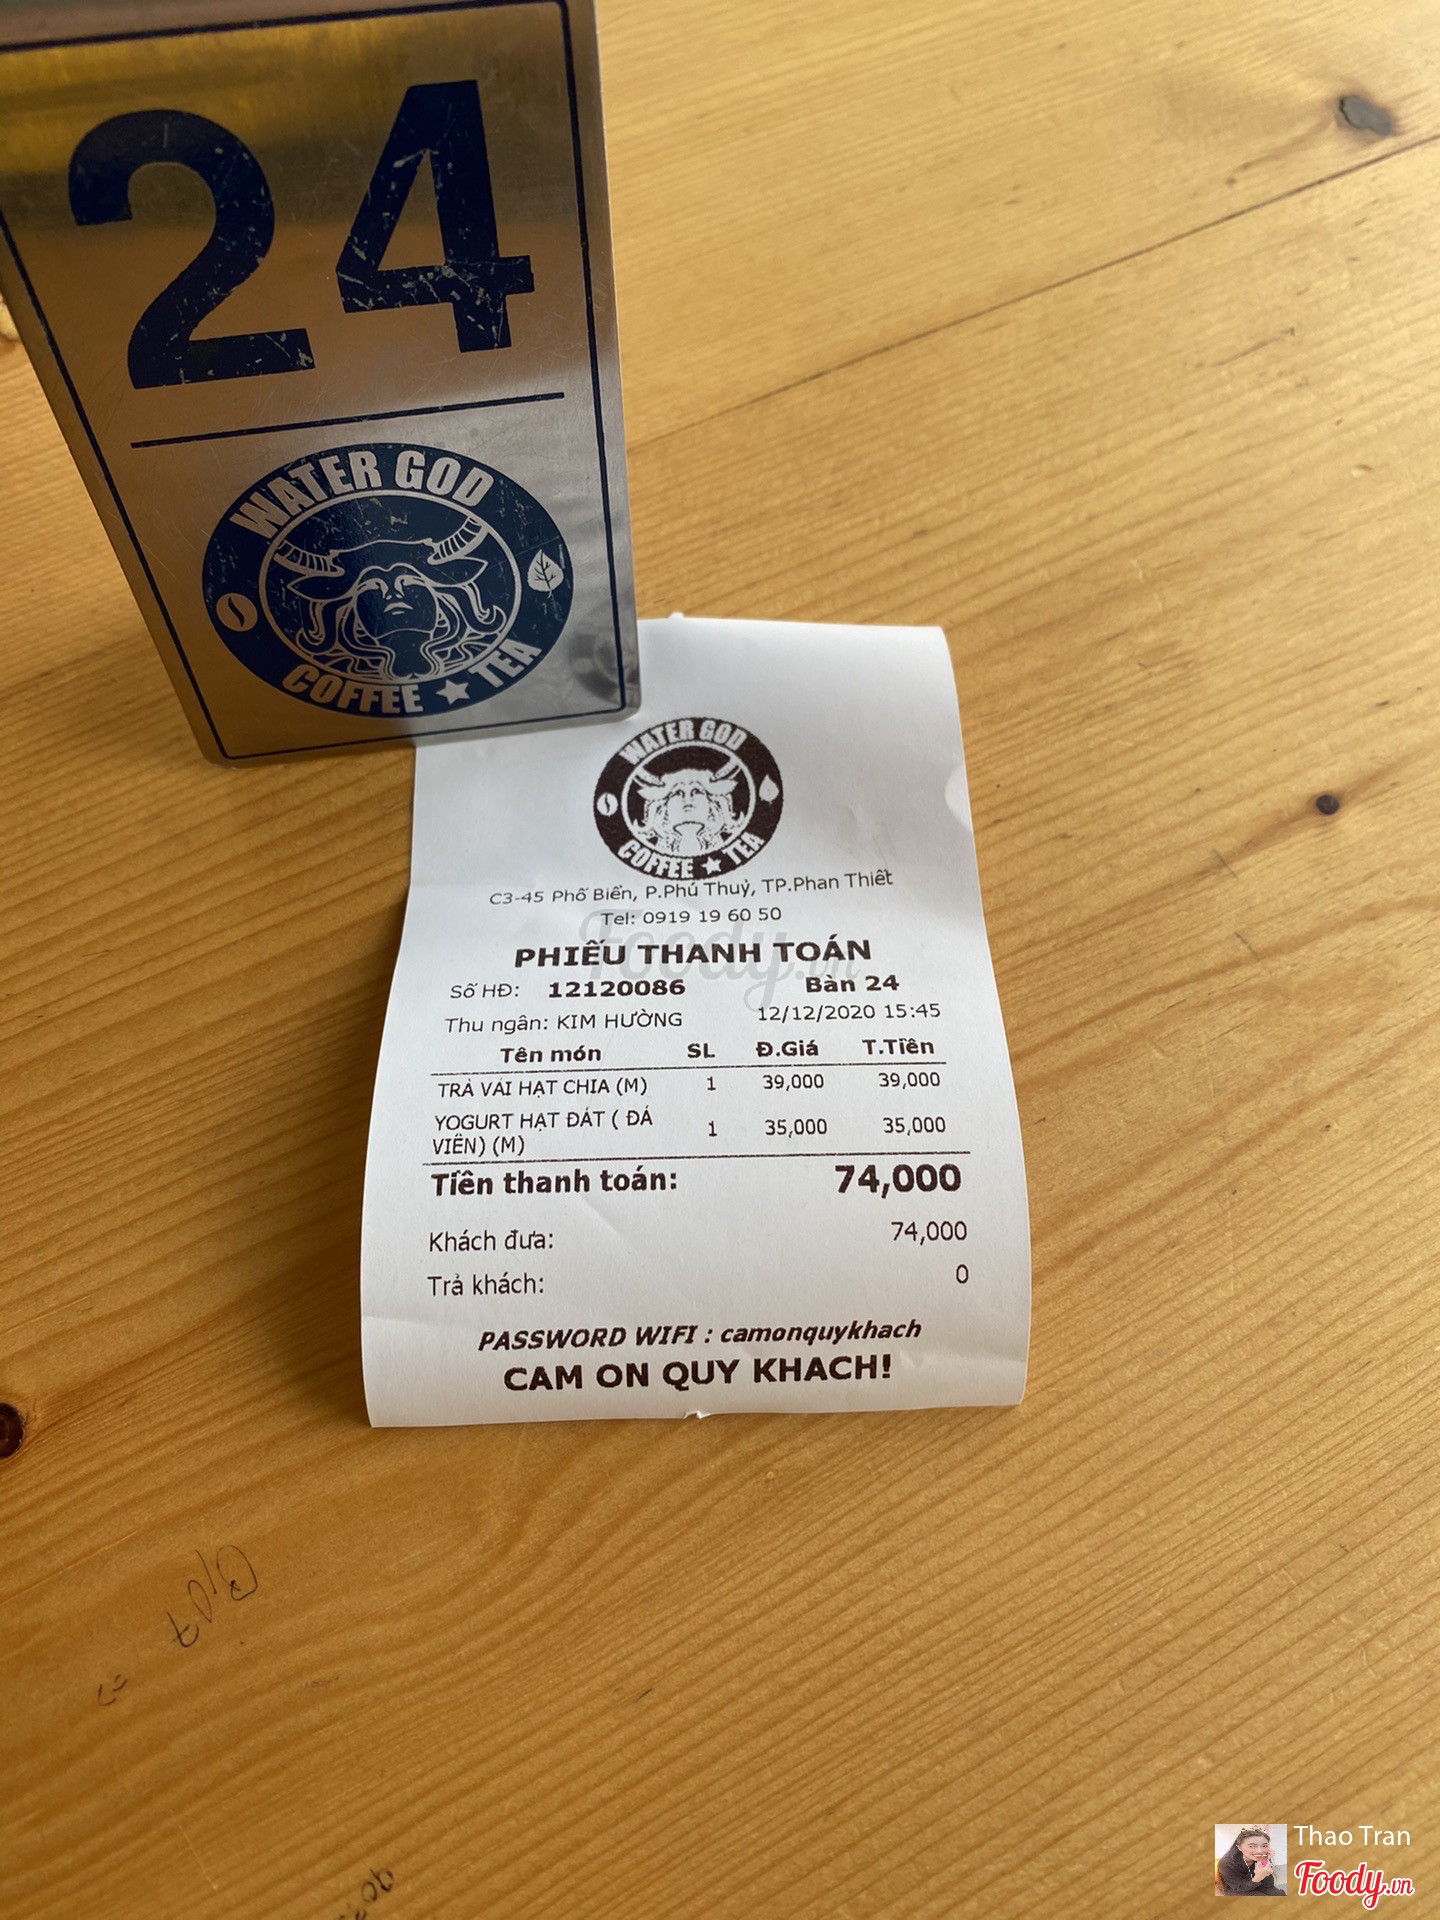 24
WATER GOD
COFFEE ★ TEA
WATER GOD
COFFEE ★ TEA
C3-45 Phố Biển, P.Phú Thuỷ, TP.Phan Thiết
Tel: 0919 19 60 50
Foody.vn
PHIẾU THANH TOÁN
Số HĐ: 12120086 Bàn 24
Thu ngân: KIM HƯỜNG 12/12/2020 15:45
Tên món SL Đ.Giá T.Tiền
TRÀ VẢI HẠT CHIA (M) 1 39,000 39,000
YOGURT HẠT ĐÁT ( ĐÁ
VIÊN) (M) 1 35,000 35,000
Tiền thanh toán: 74,000
Khách đưa: 74,000
Trả khách: 0
PASSWORD WIFI : camonquykhach
CAM ON QUY KHACH!
Thao Tran
Foody.vn